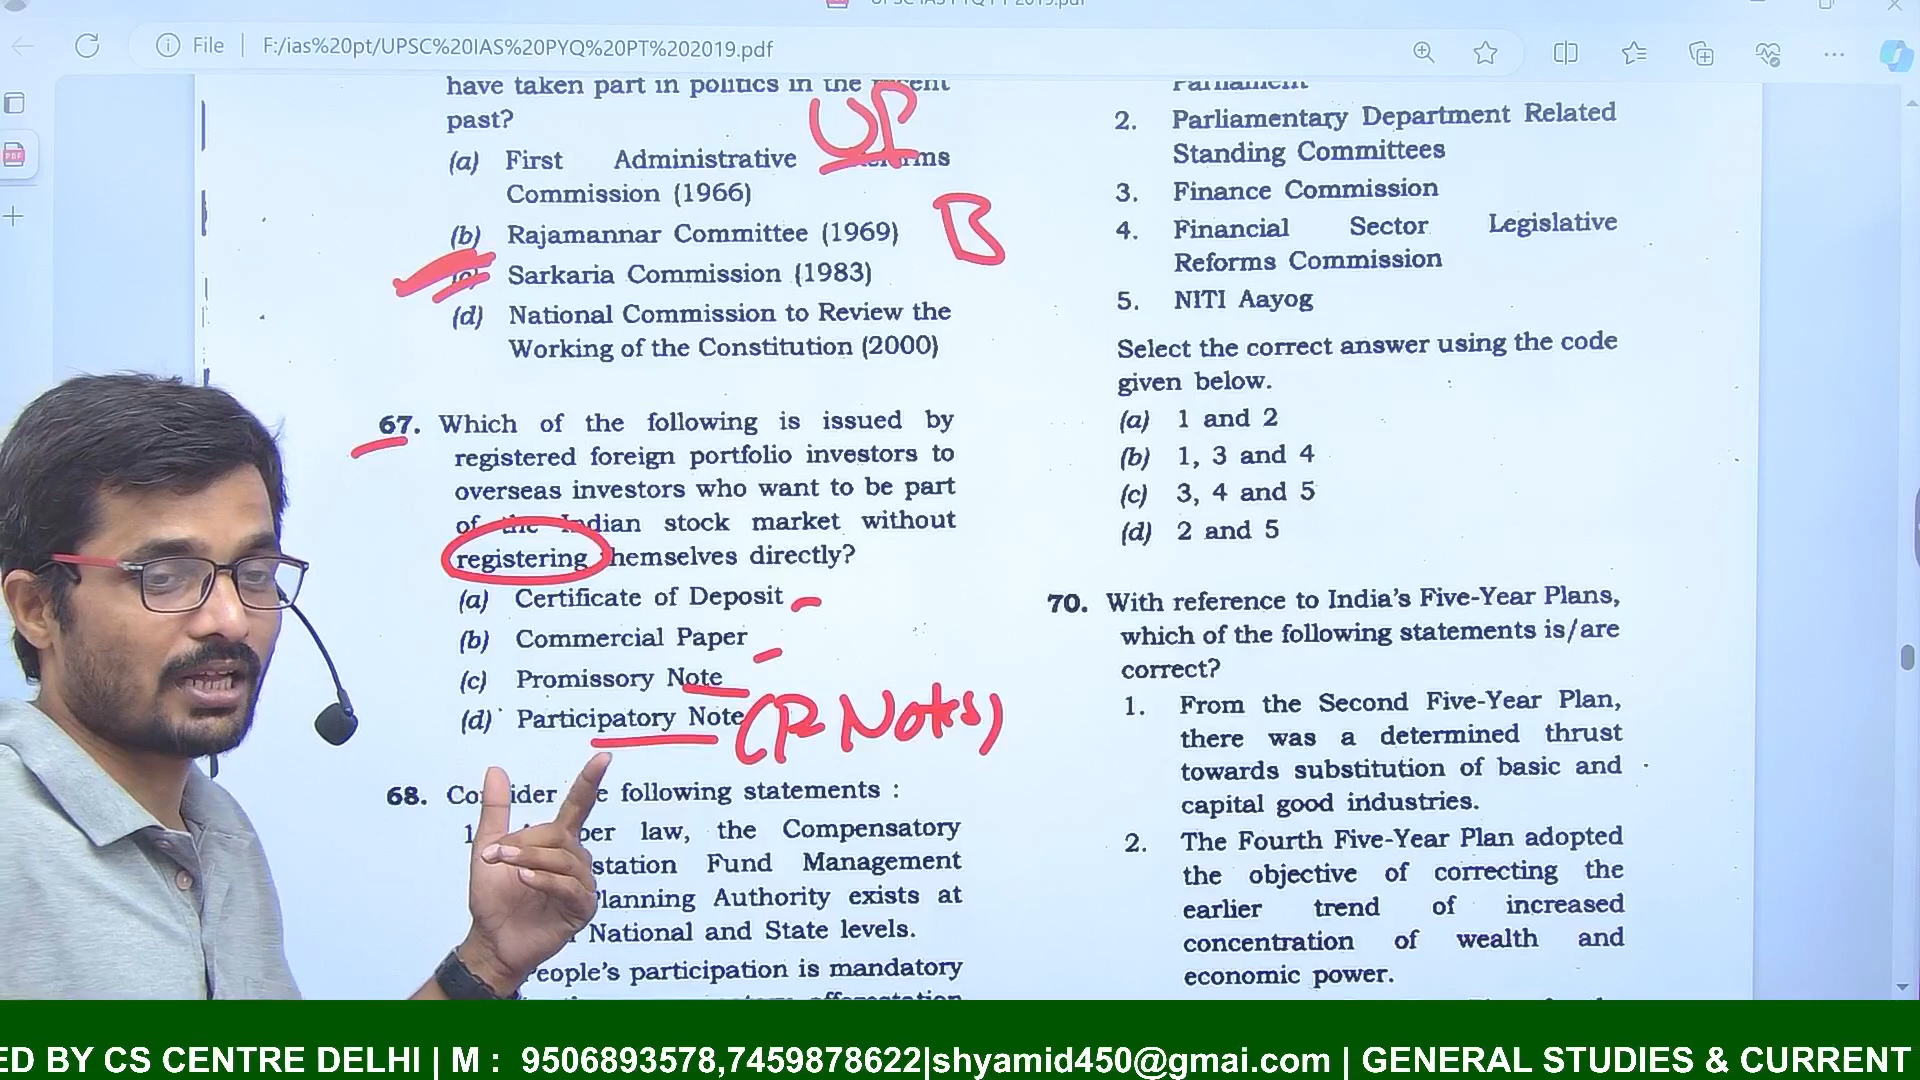 File
F:/ias%20pt/UPSC%20IAS%20PYQ%20PT%202019.pdf
have taken part in politics in the recent
past?
UP
(a) First Administrative
Commission (1966)
(b) Rajamannar Committee (1969)
B
Sarkaria Commission (1983)
(d) National Commission to Review the
Working of the Constitution (2000)
67. Which of the following is issued by
registered foreign portfolio investors to
overseas investors who want to be part
of the Indian stock market without
registering themselves directly?
(a) Certificate of Deposit
(b) Commercial Paper
(c) Promissory Note
(d) Participatory Note (P-Notes)
68. Consider the following statements :
per law, the Compensatory
station Fund Management
Planning Authority exists at
National and State levels.
People's participation is mandatory
Parliament
2. Parliamentary Department Related
Standing Committees
3. Finance Commission
4. Financial Sector Legislative
Reforms Commission
5. NITI Aayog
Select the correct answer using the code
given below.
(a) 1 and 2
(b) 1, 3 and 4
(c) 3, 4 and 5
(d) 2 and 5
70. With reference to India's Five-Year Plans,
which of the following statements is/are
correct?
1. From the Second Five-Year Plan,
there was a determined thrust
towards substitution of basic and
capital good industries.
2. The Fourth Five-Year Plan adopted
the objective of correcting the
earlier trend of increased
concentration of wealth and
economic power.
ED BY CS CENTRE DELHI | M : 9506893578,7459878622|shyamid450@gmai.com | GENERAL STUDIES & CURRENT